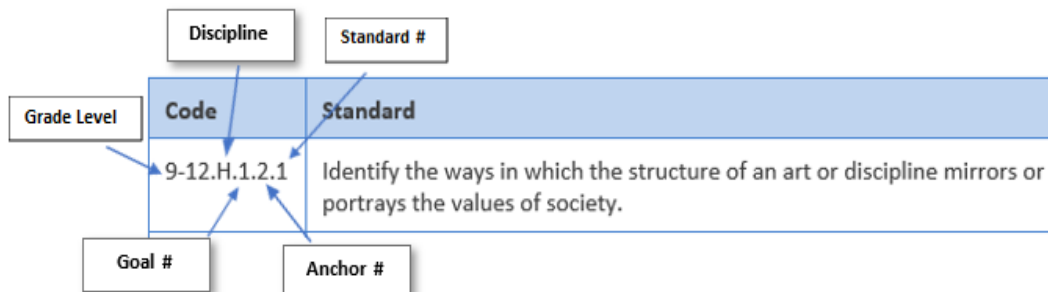 Discipline
Standard #
Grade Level
Code
Standard
9-12.H.1.2.1
Identify the ways in which the structure of an art or discipline mirrors or
portrays the values of society.
Goal #
Anchor #